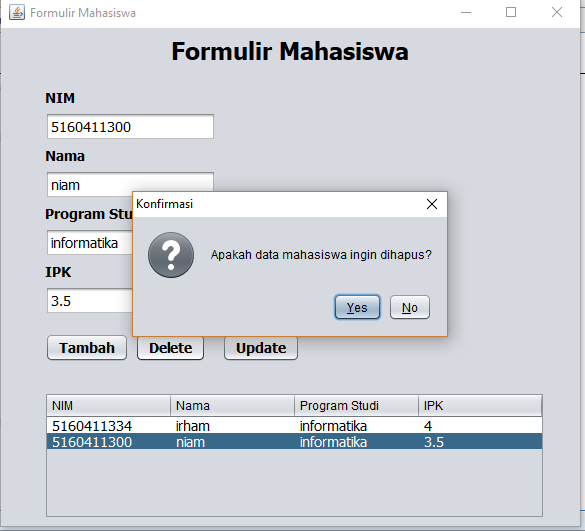 Formulir Mahasiswa
Formulir Mahasiswa
NIM
5160411300
Nama
niam
Konfirmasi
Program Stu
Apakah data mahasiswa ingin dihapus?
informatika
IPK
3.5
Yes No
Tambah Delete Update
NIM Nama Program Studi IPK
5160411334 irham informatika 4
5160411300 niam informatika 3.5